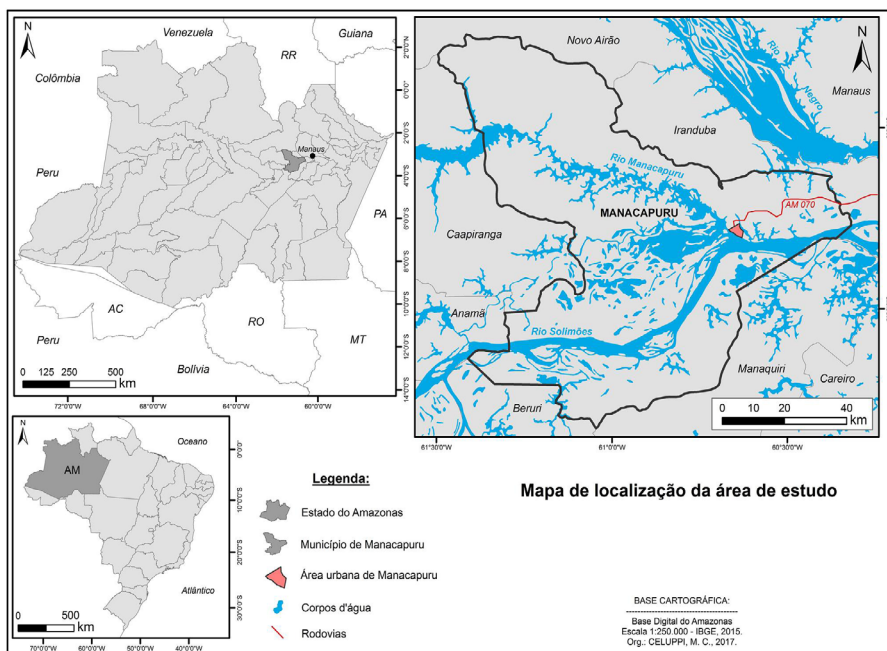 N
Venezuela
Guiana
RR
Colômbia
Manaus
Peru
PA
AC
RO
MT
Peru
Bolívia
0 125 250 500
km
72°0'0"O 68°0'0"O 64°0'0"O 60°0'0"O
2°0'0"N
0°0'0"
2°0'0"S
4°0'0"S
6°0'0"S
8°0'0"S
10°0'0"S
12°0'0"S
14°0'0"S
N
Novo Airão
Rio Negro
Manaus
Iranduba
Rio Manacapuru
MANACAPURU
AM 070
Caapiranga
Anamã
Rio Solimões
Manaquiri
Careiro
Beruri
0 10 20 40
km
61°30'0"O 61°0'0"O 60°30'0"O
N
Oceano
AM
Atlântico
0 500
km
0°0'0"
10°0'0"S
20°0'0"S
30°0'0"S
70°0'0"O 60°0'0"O 50°0'0"O 40°0'0"O
Legenda:
Estado do Amazonas
Município de Manacapuru
Área urbana de Manacapuru
Corpos d'água
Rodovias
Mapa de localização da área de estudo
BASE CARTOGRÁFICA:
Base Digital do Amazonas
Escala 1:250.000 - IBGE, 2015.
Org.: CELUPPI, M. C., 2017.